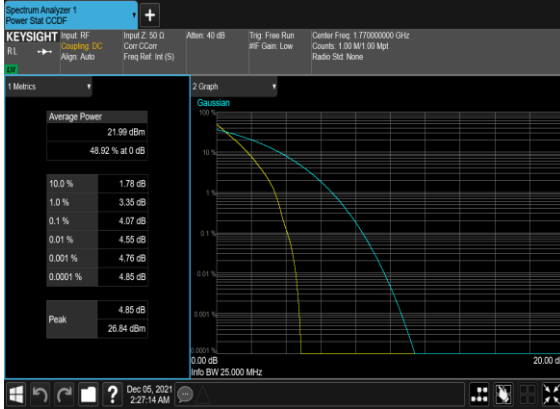 Spectrum Analyzer 1
Power Stat CCDF
KEYSIGHT
RL
LW
Input: RF
Coupling: DC
Align: Auto
Input Z: 50 Ω
Corr CCorr
Freq Ref: Int (S)
Atten: 40 dB
Trig: Free Run
#IF Gain: Low
Center Freq: 1.770000000 GHz
Counts: 1.00 M/1.00 Mpt
Radio Std: None
1 Metrics
Average Power
21.99 dBm
48.92 % at 0 dB
10.0 % 1.78 dB
1.0 % 3.35 dB
0.1 % 4.07 dB
0.01 % 4.55 dB
0.001 % 4.76 dB
0.0001 % 4.85 dB
Peak
4.85 dB
26.84 dBm
2 Graph
Gaussian
100 %
10 %
1 %
0.1 %
0.01 %
0.001 %
0.0001 %
0.00 dB
20.00 d
Info BW 25.000 MHz
?
Dec 05, 2021
2:27:14 AM